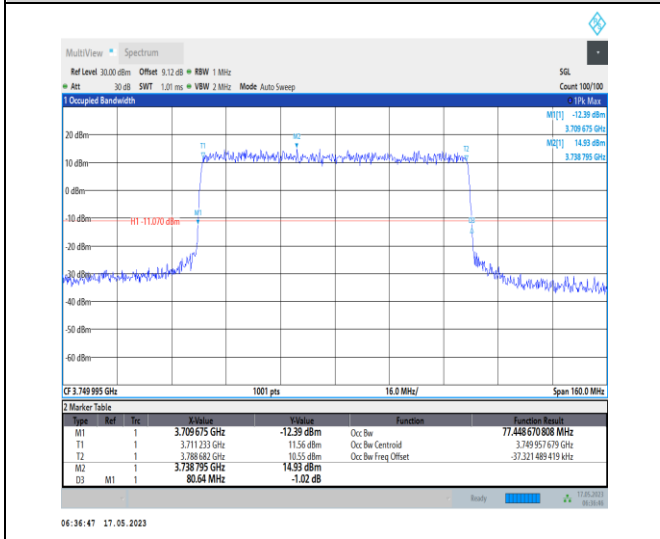 MultiView Spectrum
Ref Level 30.00 dBm Offset 9.12 dB RBW 1 MHz SGL
Att 30 dB SWT 1.01 ms VBW 2 MHz Mode Auto Sweep Count 100/100
1 Occupied Bandwidth 1Pk Max
M1[1] -12.39 dBm
3.709 675 GHz
M2[1] 14.93 dBm
3.738 795 GHz
20 dBm
T1 M2 T2
10 dBm
0 dBm
M1
-10 dBm H1 -11.070 dBm
-20 dBm
-30 dBm
-40 dBm
-50 dBm
-60 dBm
CF 3.749 995 GHz 1001 pts 16.0 MHz/ Span 160.0 MHz
2 Marker Table
Type Ref Trc X-Value Y-Value Function Function Result
M1 1 3.709 675 GHz -12.39 dBm Occ Bw 77.448 670 808 MHz
T1 1 3.711 233 GHz 11.56 dBm Occ Bw Centroid 3.749 957 679 GHz
T2 1 3.788 682 GHz 10.55 dBm Occ Bw Freq Offset -37.321 489 419 kHz
M2 1 3.738 795 GHz 14.93 dBm
D3 M1 1 80.64 MHz -1.02 dB
Ready 17.05.2023
06:36:46
06:36:47 17.05.2023